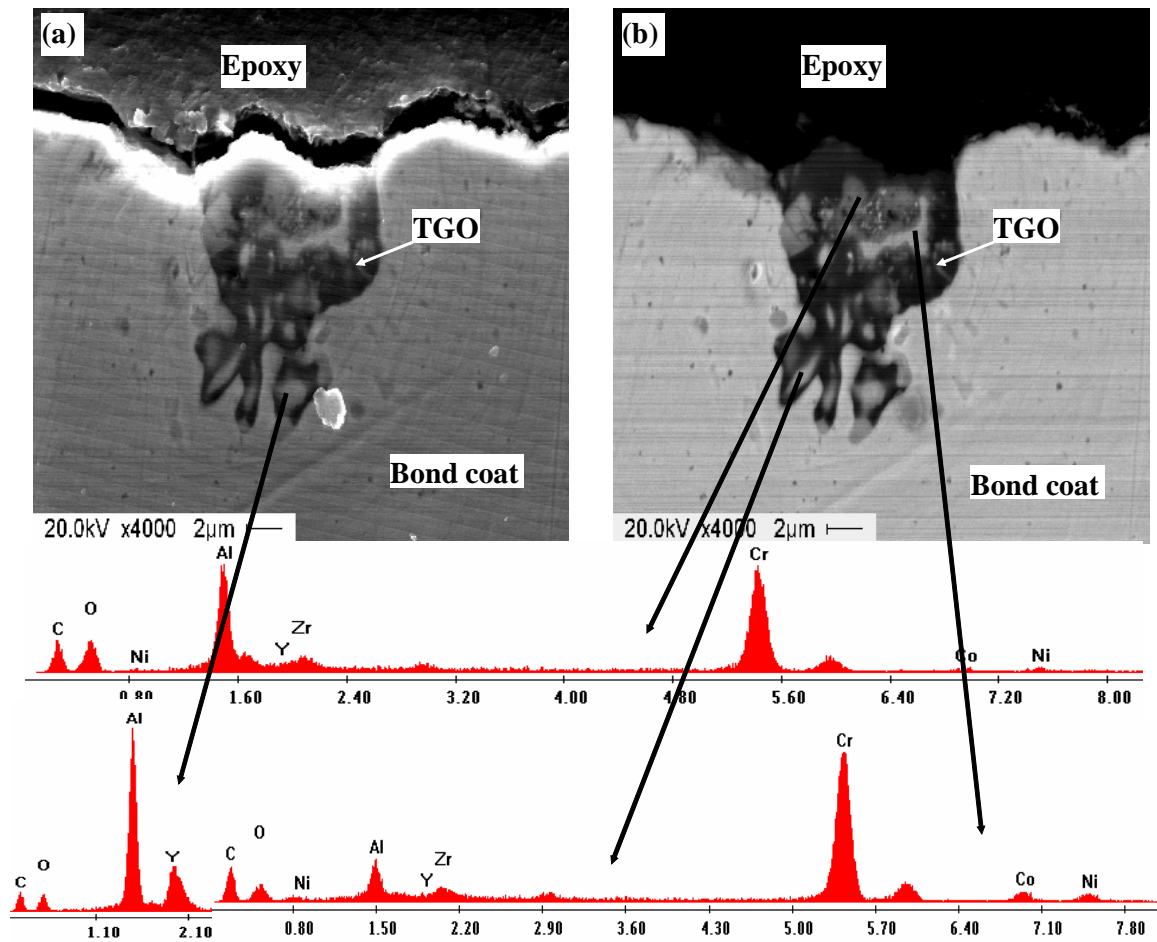 (a)
Epoxy
TGO
Bond coat
20.0kV x4000 2μm
(b)
Epoxy
TGO
Bond coat
20.0kV x4000 2μm
Al Cr
O
C Y Zr
Ni Co Ni
0.80 1.60 2.40 3.20 4.00 4.80 5.60 6.40 7.20 8.00
Al
Y
O
C
1.10 2.10
Cr
O
C Al Zr
Ni Y Co Ni
0.80 1.50 2.20 2.90 3.60 4.30 5.00 5.70 6.40 7.10 7.80